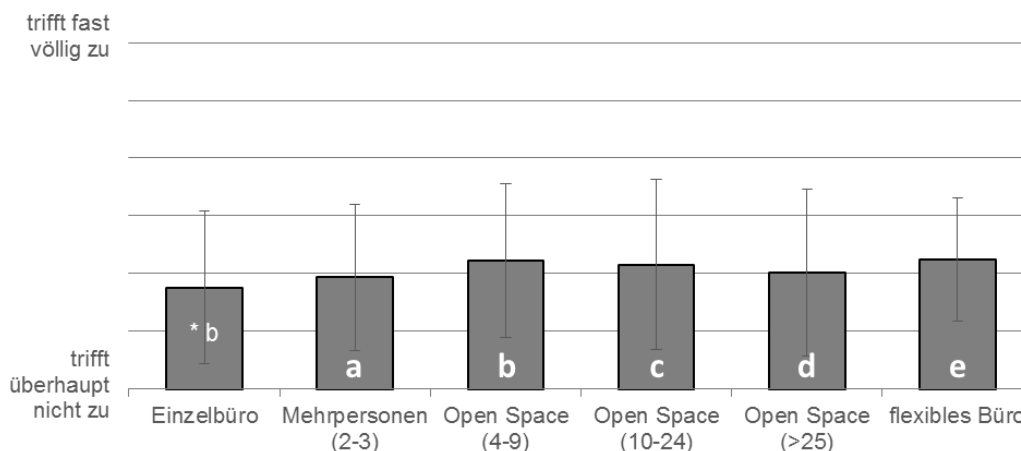 trifft fast
völlig zu
* b
a
b
c
d
e
trifft
überhaupt
nicht zu
Einzelbüro
Mehrpersonen
(2-3)
Open Space
(4-9)
Open Space
(10-24)
Open Space
(>25)
flexibles Büro